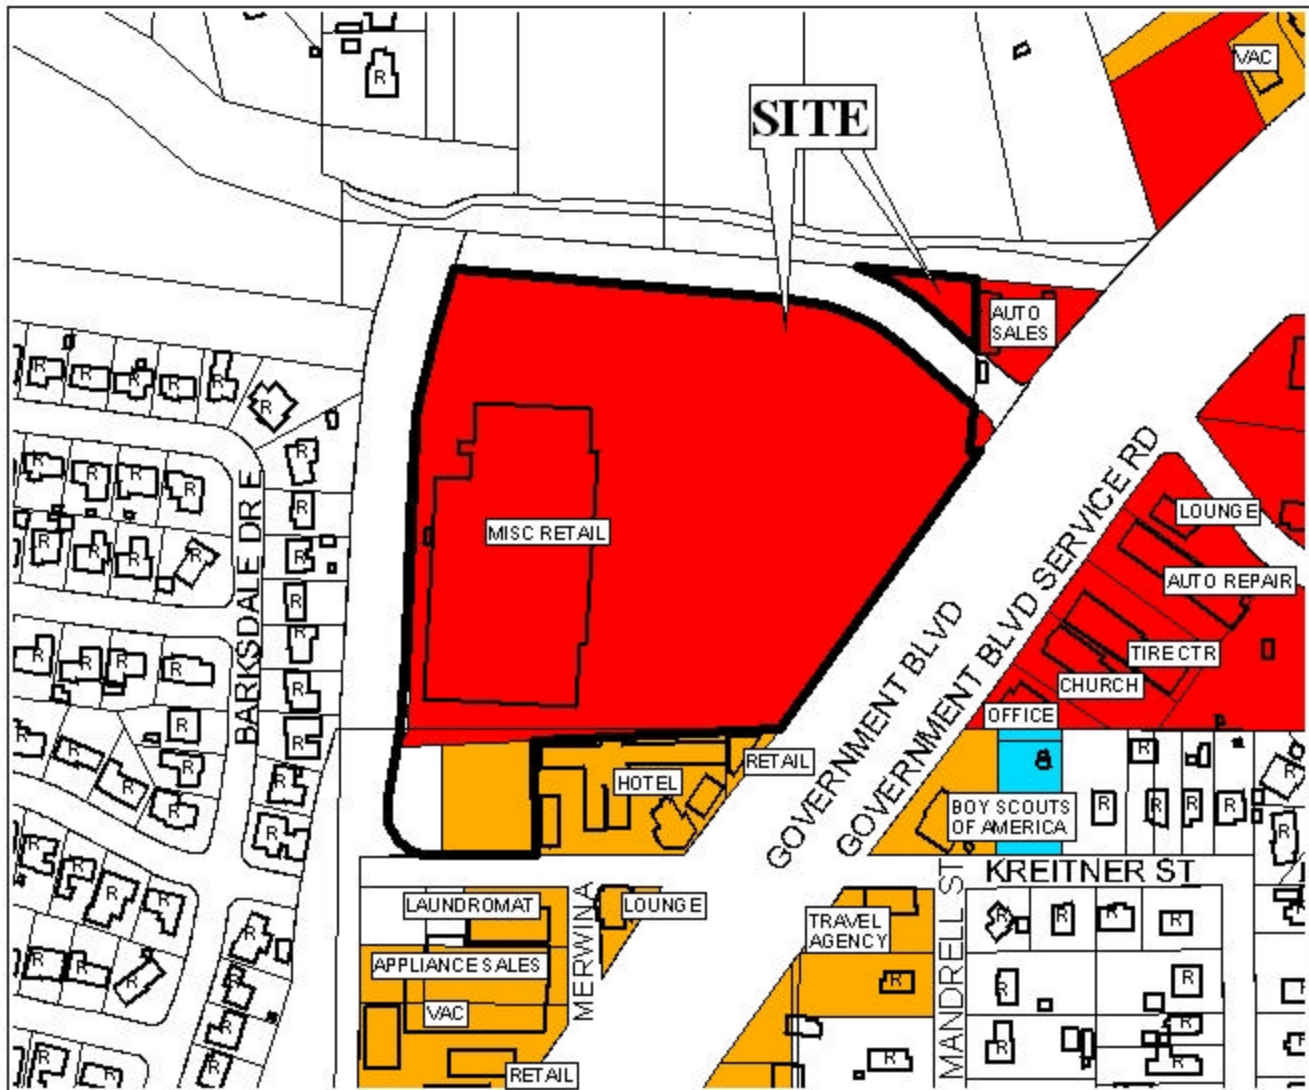 VAC
R
SITE
AUTO
SALES
R
R
R
R
R
R
R
R
R
R
R
LOUNGE
R
MISC RETAIL
R
R
R
R
R
R
AUTO REPAIR
BARKSDALE DR E
R
GOVERNMENT BLVD
GOVERNMENT BLVD SERVICE RD
R
R
R
R
R
TIRE CTR
CHURCH
R
OFFICE
R
R
R
R
R
RETAIL
R
R
R
HOTEL
R
R
R
BOY SCOUTS
OF AMERICA
R
R
R
R
R
R
R
R
R
KREITNER ST
R
R
LAUNDROMAT
MERWINA
LOUNGE
TRAVEL
AGENCY
MANDRELL ST
R
R
R
R
R
R
R
R
R
APPLIANCE SALES
R
R
R
R
VAC
R
R
R
R
R
R
R
R
RETAIL